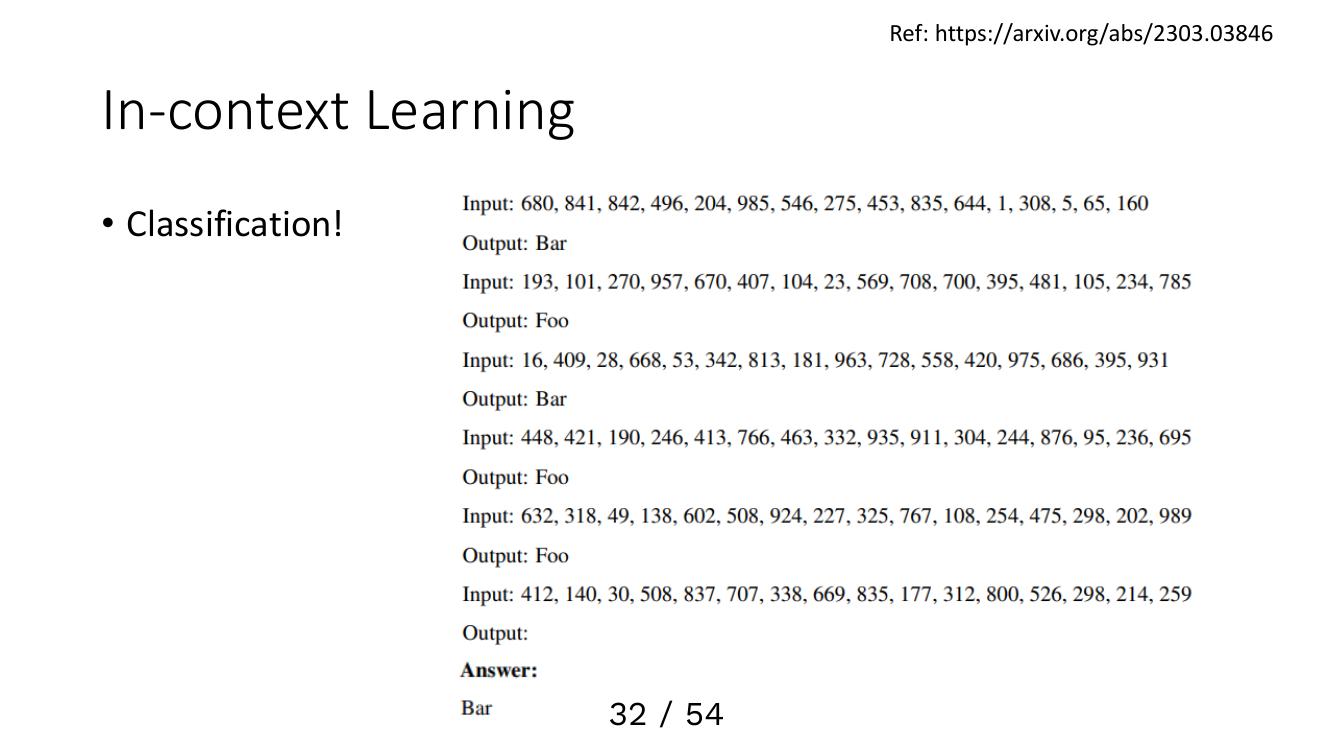 Ref: https://arxiv.org/abs/2303.03846
In-context Learning
• Classification!
Input: 680, 841, 842, 496, 204, 985, 546, 275, 453, 835, 644, 1, 308, 5, 65, 160
Output: Bar
Input: 193, 101, 270, 957, 670, 407, 104, 23, 569, 708, 700, 395, 481, 105, 234, 785
Output: Foo
Input: 16, 409, 28, 668, 53, 342, 813, 181, 963, 728, 558, 420, 975, 686, 395, 931
Output: Bar
Input: 448, 421, 190, 246, 413, 766, 463, 332, 935, 911, 304, 244, 876, 95, 236, 695
Output: Foo
Input: 632, 318, 49, 138, 602, 508, 924, 227, 325, 767, 108, 254, 475, 298, 202, 989
Output: Foo
Input: 412, 140, 30, 508, 837, 707, 338, 669, 835, 177, 312, 800, 526, 298, 214, 259
Output:
Answer:
Bar
32 / 54